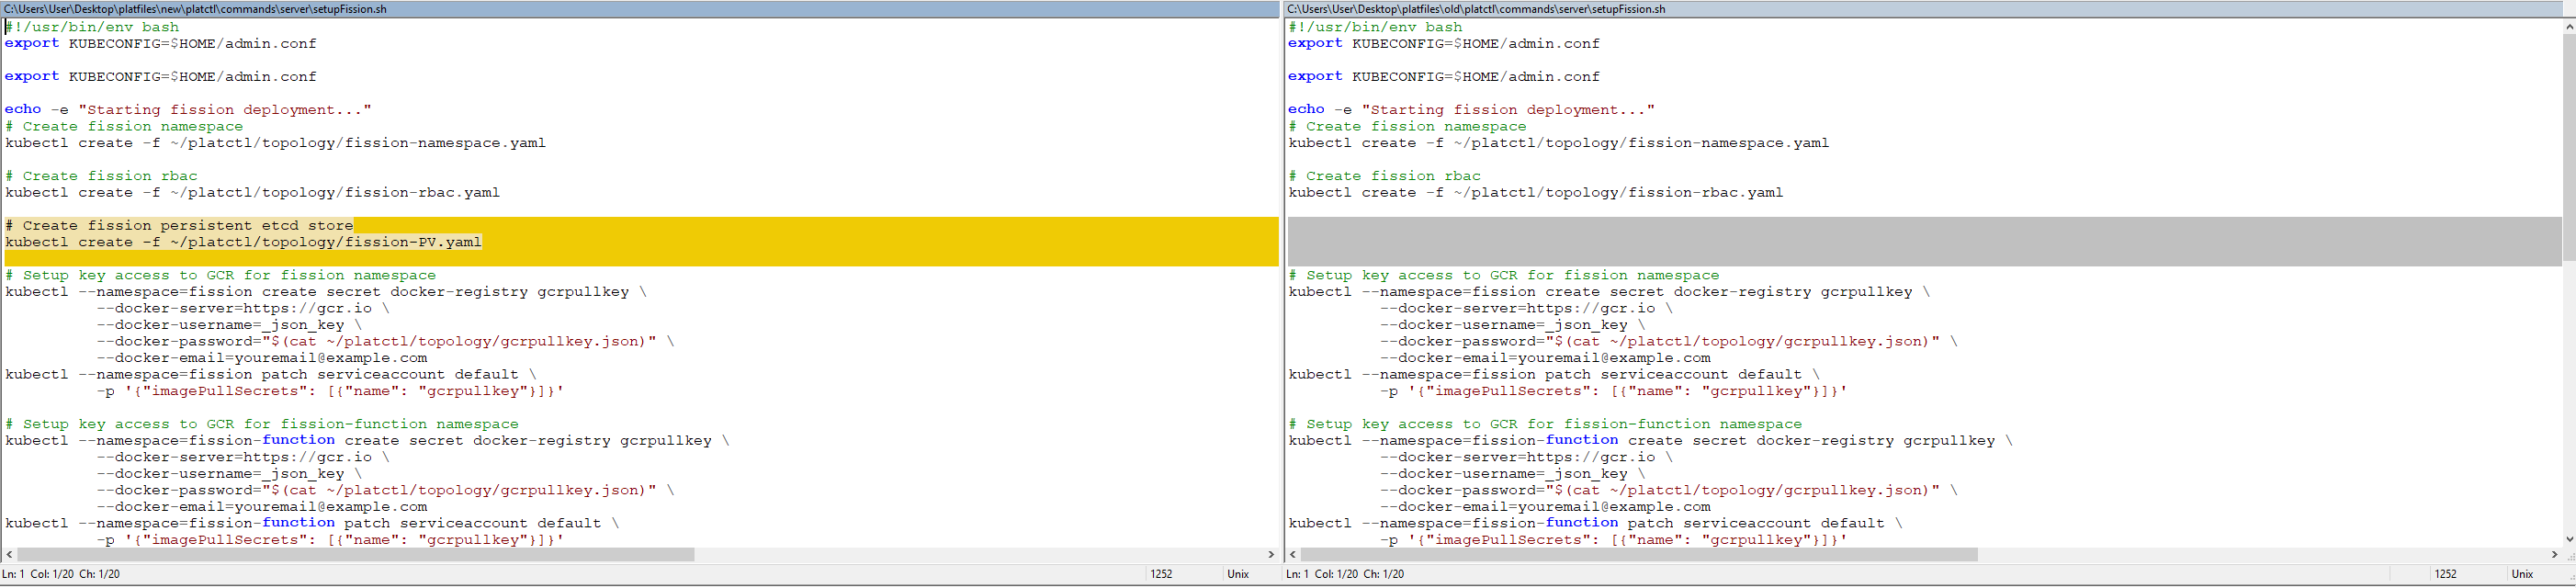 C:\Users\User\Desktop\platfiles\new\platctl\commands\server\setupFission.sh
#!/usr/bin/env bash
export KUBECONFIG=$HOME/admin.conf
export KUBECONFIG=$HOME/admin.conf
echo -e "Starting fission deployment..."
# Create fission namespace
kubectl create -f ~/platctl/topology/fission-namespace.yaml
# Create fission rbac
kubectl create -f ~/platctl/topology/fission-rbac.yaml
# Create fission persistent etcd store
kubectl create -f ~/platctl/topology/fission-PV.yaml
# Setup key access to GCR for fission namespace
kubectl --namespace=fission create secret docker-registry gcrpullkey \
--docker-server=https://gcr.io \
--docker-username=_json_key \
--docker-password="$(cat ~/platctl/topology/gcrpullkey.json)" \
--docker-email=youremail@example.com
kubectl --namespace=fission patch serviceaccount default \
-p '{"imagePullSecrets": [{"name": "gcrpullkey"}]}'
# Setup key access to GCR for fission-function namespace
kubectl --namespace=fission-function create secret docker-registry gcrpullkey \
--docker-server=https://gcr.io \
--docker-username=_json_key \
--docker-password="$(cat ~/platctl/topology/gcrpullkey.json)" \
--docker-email=youremail@example.com
kubectl --namespace=fission-function patch serviceaccount default \
-p '{"imagePullSecrets": [{"name": "gcrpullkey"}]}'
Ln: 1 Col: 1/20 Ch: 1/20
1252
Unix
C:\Users\User\Desktop\platfiles\old\platctl\commands\server\setupFission.sh
#!/usr/bin/env bash
export KUBECONFIG=$HOME/admin.conf
export KUBECONFIG=$HOME/admin.conf
echo -e "Starting fission deployment..."
# Create fission namespace
kubectl create -f ~/platctl/topology/fission-namespace.yaml
# Create fission rbac
kubectl create -f ~/platctl/topology/fission-rbac.yaml
# Setup key access to GCR for fission namespace
kubectl --namespace=fission create secret docker-registry gcrpullkey \
--docker-server=https://gcr.io \
--docker-username=_json_key \
--docker-password="$(cat ~/platctl/topology/gcrpullkey.json)" \
--docker-email=youremail@example.com
kubectl --namespace=fission patch serviceaccount default \
-p '{"imagePullSecrets": [{"name": "gcrpullkey"}]}'
# Setup key access to GCR for fission-function namespace
kubectl --namespace=fission-function create secret docker-registry gcrpullkey \
--docker-server=https://gcr.io \
--docker-username=_json_key \
--docker-password="$(cat ~/platctl/topology/gcrpullkey.json)" \
--docker-email=youremail@example.com
kubectl --namespace=fission-function patch serviceaccount default \
-p '{"imagePullSecrets": [{"name": "gcrpullkey"}]}'
Ln: 1 Col: 1/20 Ch: 1/20
1252
Unix